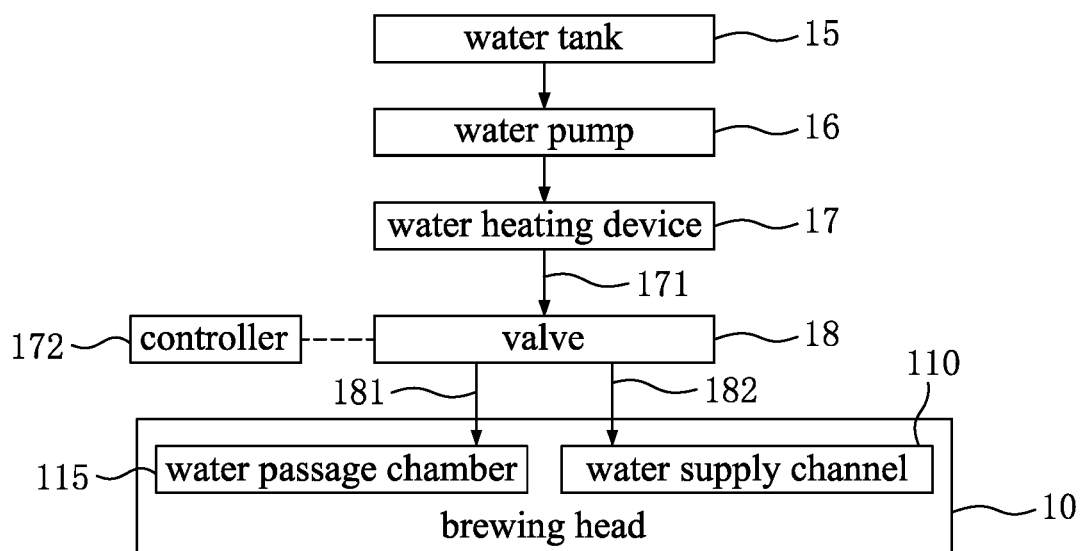 water tank 15
water pump 16
water heating device 17
171
172 controller valve 18
181 182 110
115 water passage chamber water supply channel
brewing head 10